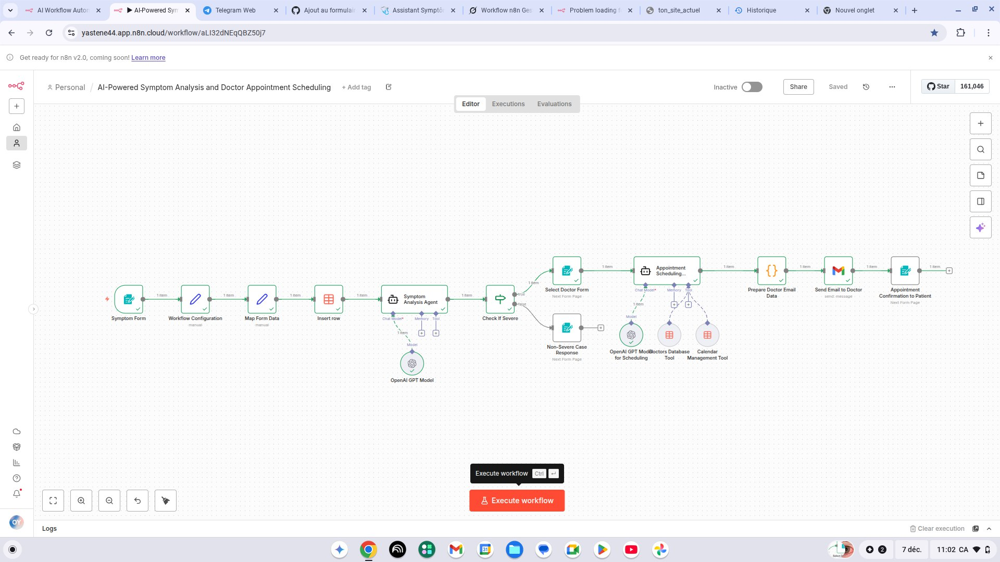 AI Workflow Auton
▶ AI-Powered Syn
Telegram Web
Ajout au formulai
Assistant Symptô
Workflow n8n Ges
Problem loading f
ton_site_actuel
Historique
Nouvel onglet
yastene44.app.n8n.cloud/workflow/aLI32dNEqQBZ50j7
Get ready for n8n v2.0, coming soon! Learn more
Personal / AI-Powered Symptom Analysis and Doctor Appointment Scheduling + Add tag
Inactive
Share
Saved
Star 161,046
Editor Executions Evaluations
Symptom Form
1 item
Workflow Configuration
manual
1 item
Map Form Data
manual
1 item
Insert row
1 item
Symptom
Analysis Agent
Chat Model*
Memory
Tool
1 item
Model
OpenAI GPT Model
1 item
Check If Severe
true
false
1 item
Select Doctor Form
Next Form Page
Non-Severe Case
Response
Next Form Page
1 item
Appointment
Scheduling...
Chat Model*
Memory
Tool
1 item
Model
OpenAI GPT Model
for Scheduling
Doctors Database
Tool
Calendar
Management Tool
1 item
Prepare Doctor Email
Data
1 item
Send Email to Doctor
send: message
1 item
Appointment
Confirmation to Patient
Next Form Page
1 item
Execute workflow Ctrl ↵
Execute workflow
OY
Logs
Clear execution
31
Select D
2
7 déc.
11:02 CA